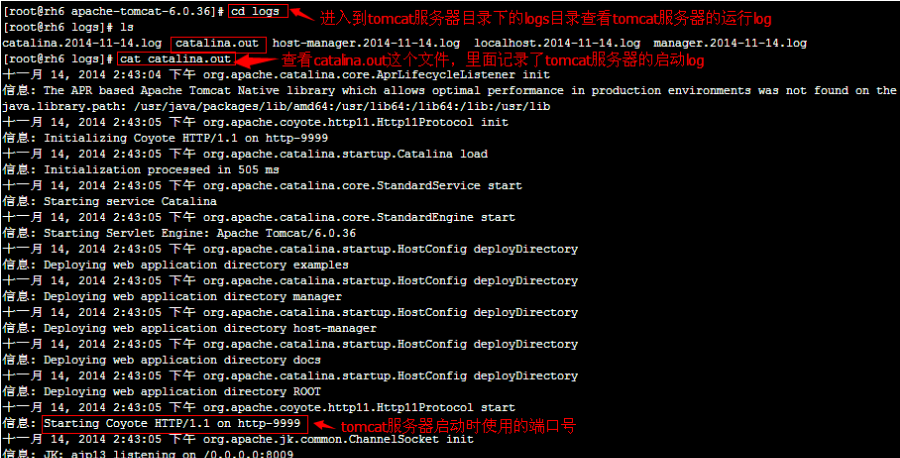 [root@rh6 apache-tomcat-6.0.36]# cd logs 进入到tomcat服务器目录下的logs目录查看tomcat服务器的运行log
[root@rh6 logs]# ls
catalina.2014-11-14.log catalina.out host-manager.2014-11-14.log localhost.2014-11-14.log manager.2014-11-14.log
[root@rh6 logs]# cat catalina.out 查看catalina.out这个文件，里面记录了tomcat服务器的启动log
十一月 14, 2014 2:43:04 下午 org.apache.catalina.core.AprLifecycleListener init
信息: The APR based Apache Tomcat Native library which allows optimal performance in production environments was not found on the
java.library.path: /usr/java/packages/lib/amd64:/usr/lib64:/lib64:/lib:/usr/lib
十一月 14, 2014 2:43:05 下午 org.apache.coyote.http11.Http11Protocol init
信息: Initializing Coyote HTTP/1.1 on http-9999
十一月 14, 2014 2:43:05 下午 org.apache.catalina.startup.Catalina load
信息: Initialization processed in 505 ms
十一月 14, 2014 2:43:05 下午 org.apache.catalina.core.StandardService start
信息: Starting service Catalina
十一月 14, 2014 2:43:05 下午 org.apache.catalina.core.StandardEngine start
信息: Starting Servlet Engine: Apache Tomcat/6.0.36
十一月 14, 2014 2:43:05 下午 org.apache.catalina.startup.HostConfig deployDirectory
信息: Deploying web application directory examples
十一月 14, 2014 2:43:05 下午 org.apache.catalina.startup.HostConfig deployDirectory
信息: Deploying web application directory manager
十一月 14, 2014 2:43:05 下午 org.apache.catalina.startup.HostConfig deployDirectory
信息: Deploying web application directory host-manager
十一月 14, 2014 2:43:05 下午 org.apache.catalina.startup.HostConfig deployDirectory
信息: Deploying web application directory docs
十一月 14, 2014 2:43:05 下午 org.apache.catalina.startup.HostConfig deployDirectory
信息: Deploying web application directory ROOT
十一月 14, 2014 2:43:05 下午 org.apache.coyote.http11.Http11Protocol start
信息: Starting Coyote HTTP/1.1 on http-9999 tomcat服务器启动时使用的端口号
十一月 14, 2014 2:43:05 下午 org.apache.jk.common.ChannelSocket init
信息: JK: ajp13 listening on /0.0.0.0:8009